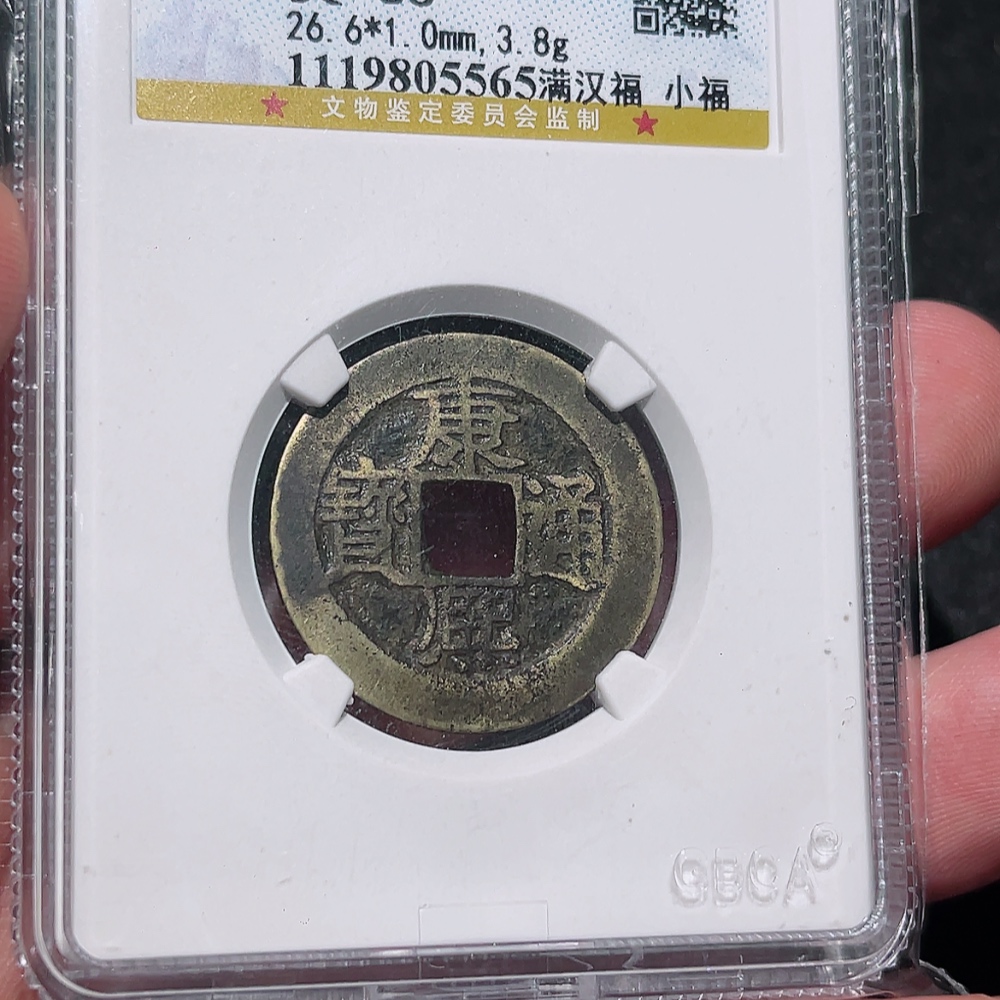 26.6*1.0mm,3.8g
1119805565满汉福 小福
文物鉴定委员会监制
康
寶 通
熙
GBCA